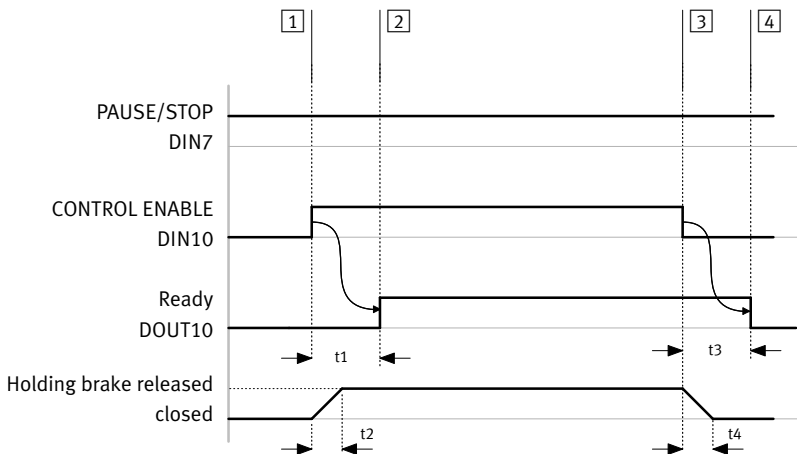 1 2 3 4
PAUSE/STOP
DIN7
CONTROL ENABLE
DIN10
Ready
DOUT10
t1 t3
Holding brake released
closed
t2 t4